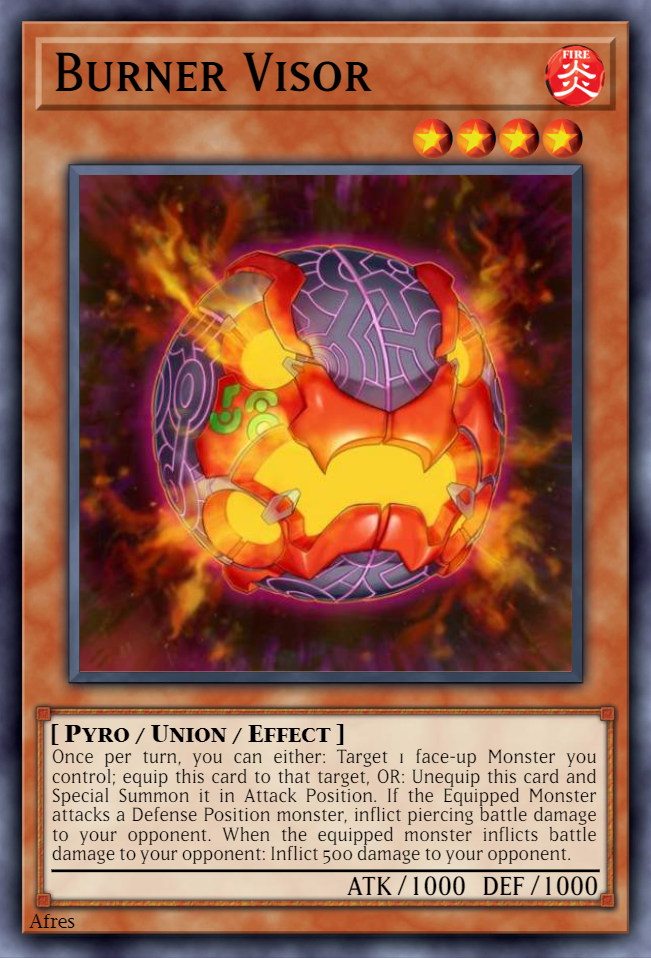 Burner Visor
FIRE
炎
[ Pyro / Union / Effect ]
Once per turn, you can either: Target 1 face-up Monster you
control; equip this card to that target, OR: Unequip this card and
Special Summon it in Attack Position. If the Equipped Monster
attacks a Defense Position monster, inflict piercing battle damage
to your opponent. When the equipped monster inflicts battle
damage to your opponent: Inflict 500 damage to your opponent.
ATK / 1000 DEF / 1000
Afres